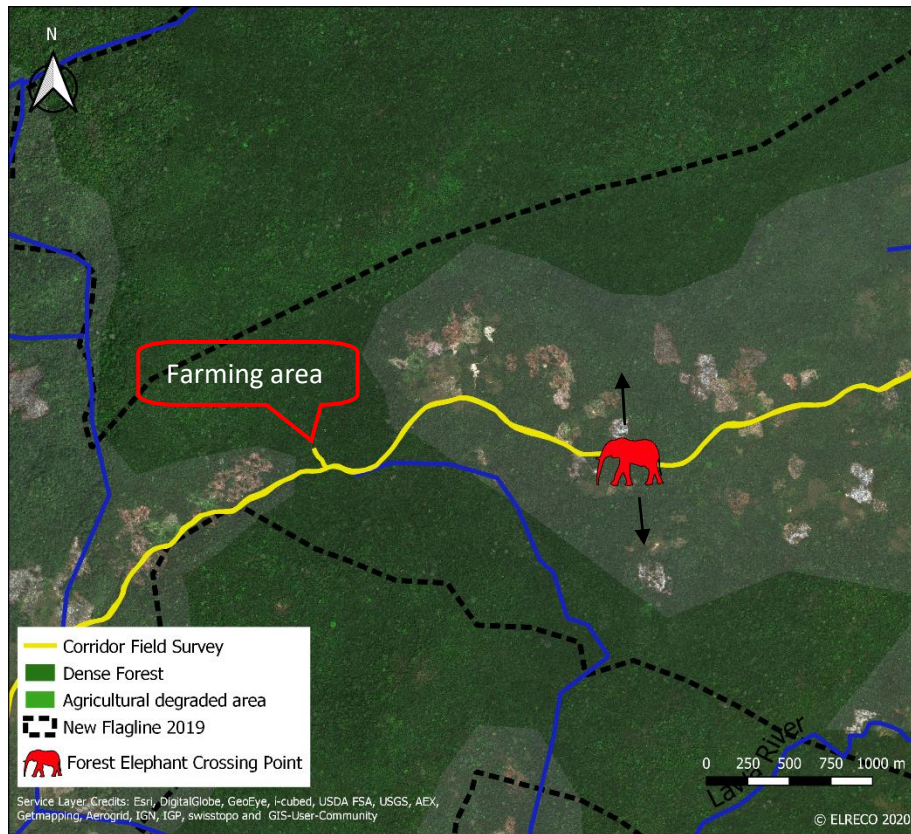 N
Farming area
Corridor Field Survey
Dense Forest
Agricultural degraded area
New Flagline 2019
Forest Elephant Crossing Point
Lawa River
0 250 500 750 1000 m
Service Layer Credits: Esri, DigitalGlobe, GeoEye, i-cubed, USDA FSA, USGS, AEX,
Getmapping, Aerogrid, IGN, IGP, swisstopo and GIS-User-Community
© ELRECO 2020